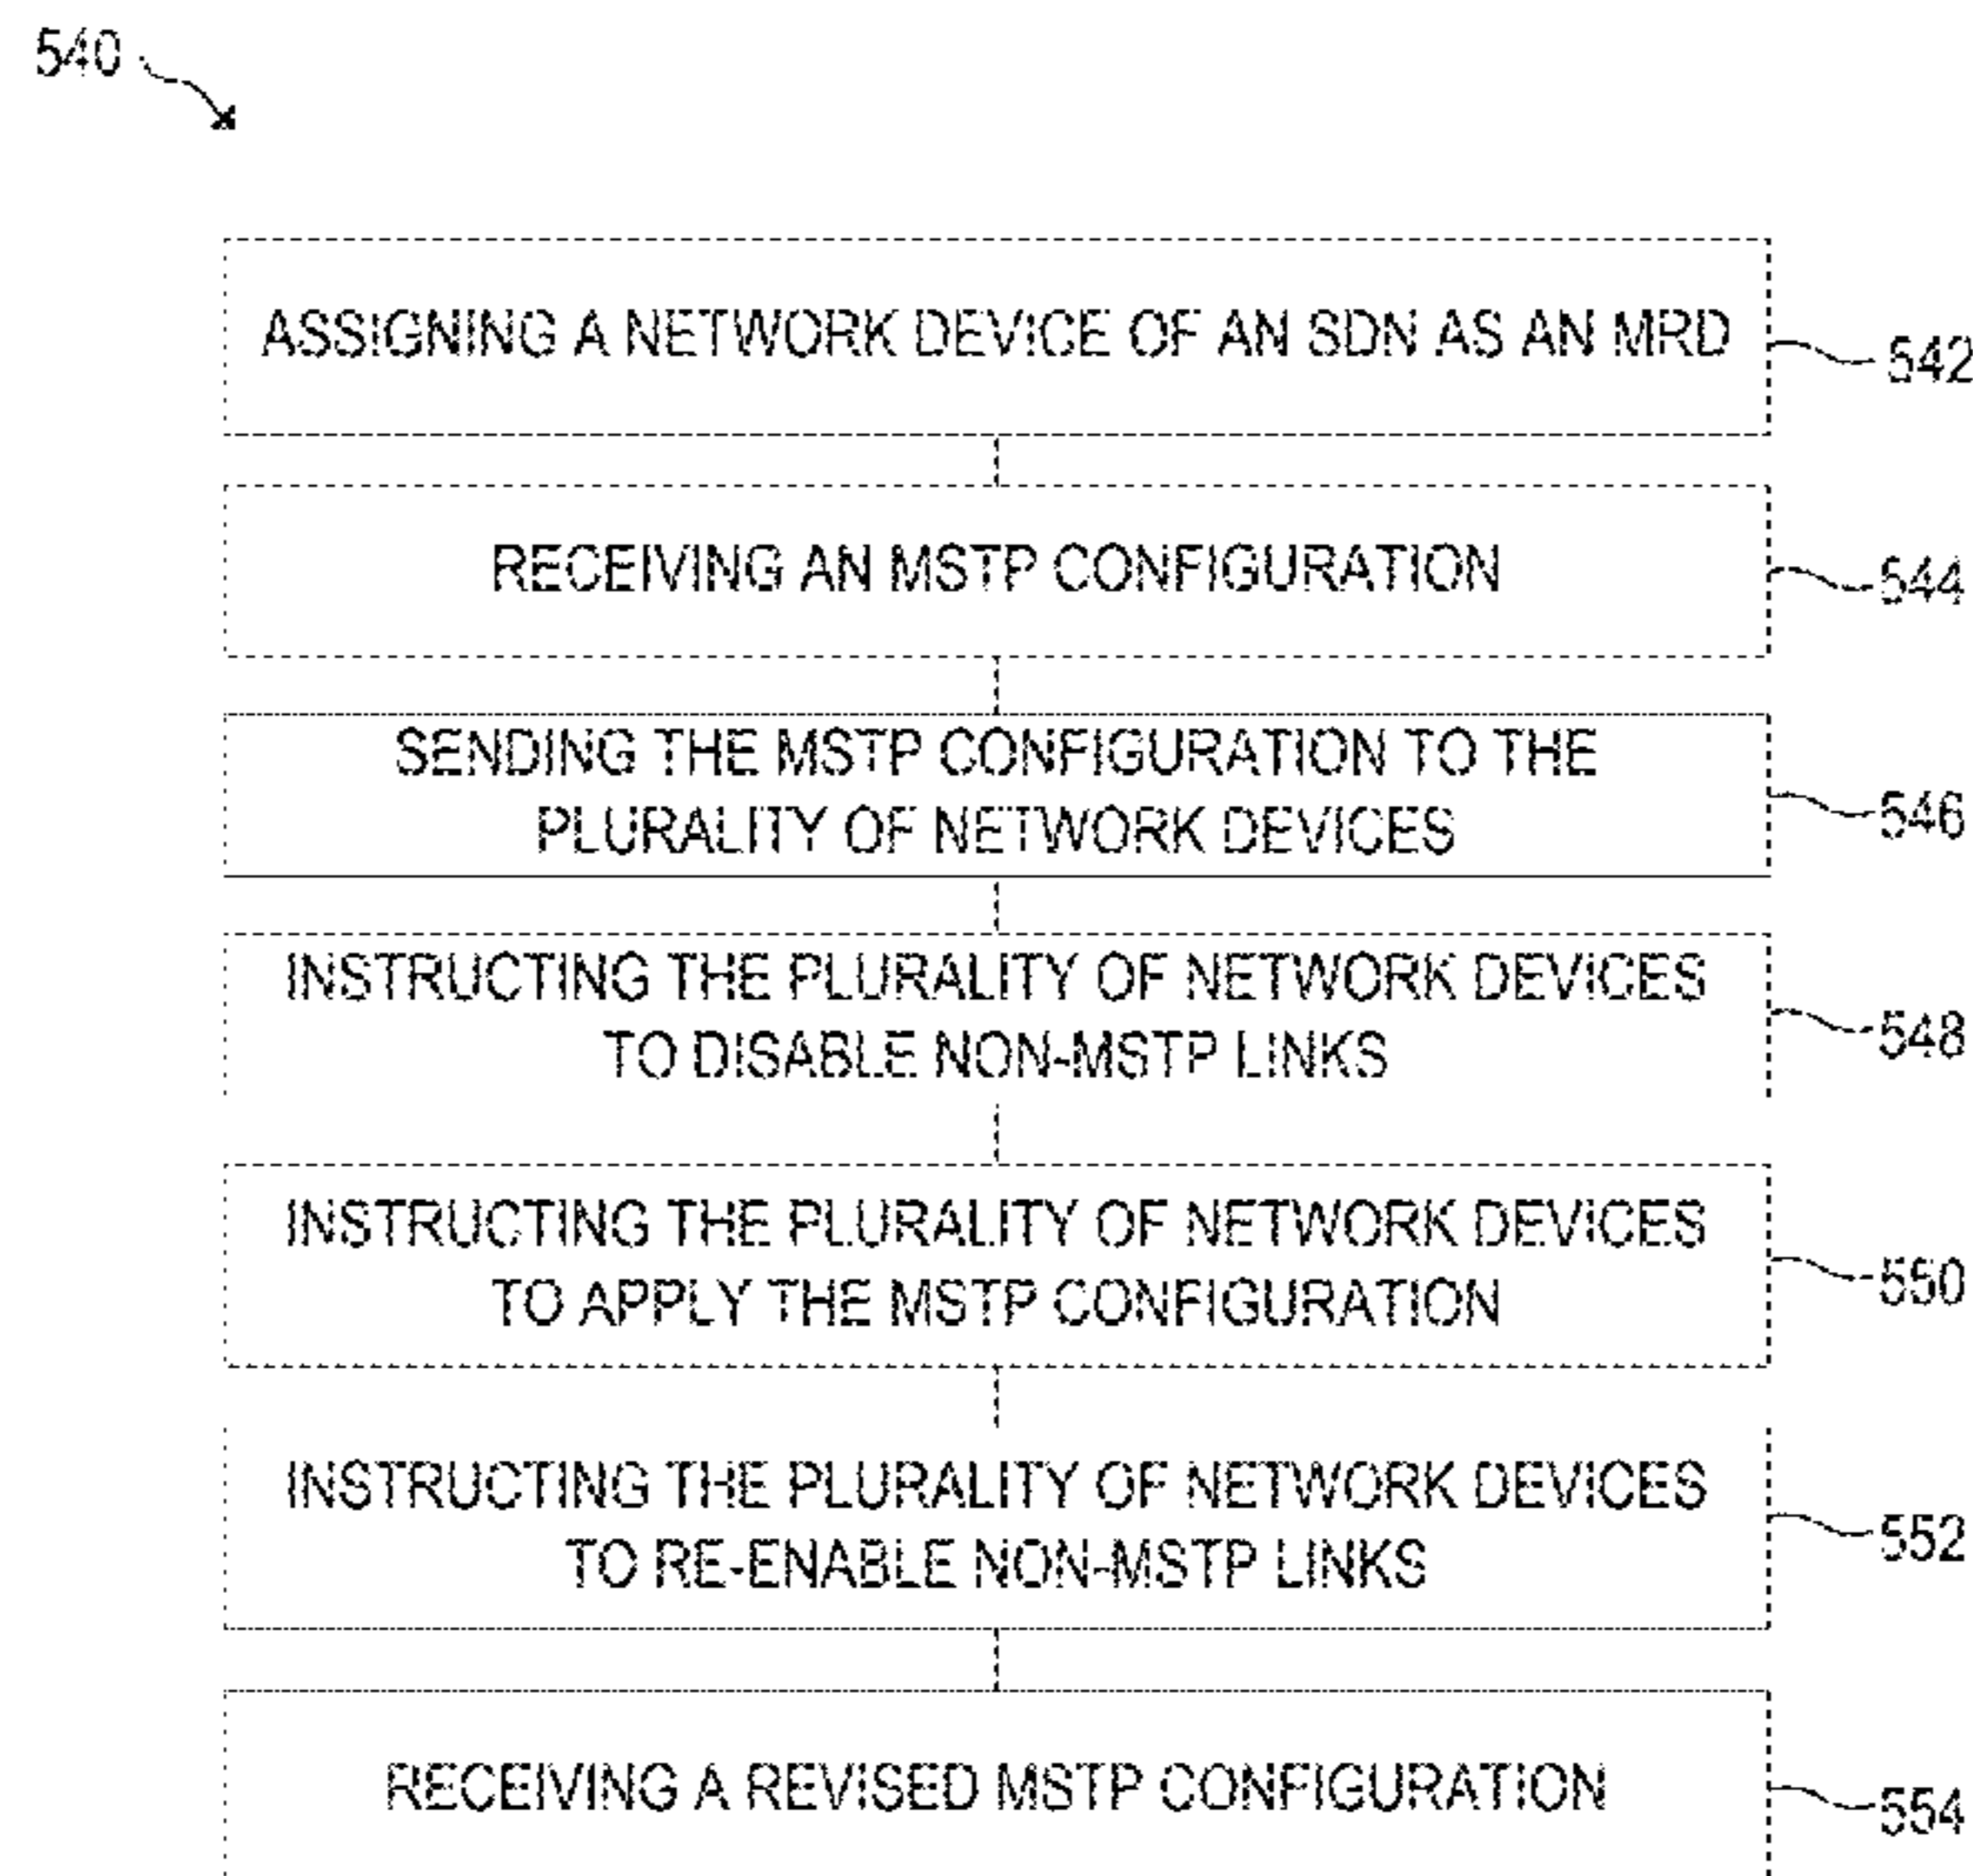 540
ASSIGNING A NETWORK DEVICE OF AN SDN AS AN MRD
542
RECEIVING AN MSTP CONFIGURATION
544
SENDING THE MSTP CONFIGURATION TO THE
PLURALITY OF NETWORK DEVICES
546
INSTRUCTING THE PLURALITY OF NETWORK DEVICES
TO DISABLE NON-MSTP LINKS
548
INSTRUCTING THE PLURALITY OF NETWORK DEVICES
TO APPLY THE MSTP CONFIGURATION
550
INSTRUCTING THE PLURALITY OF NETWORK DEVICES
TO RE-ENABLE NON-MSTP LINKS
552
RECEIVING A REVISED MSTP CONFIGURATION
554